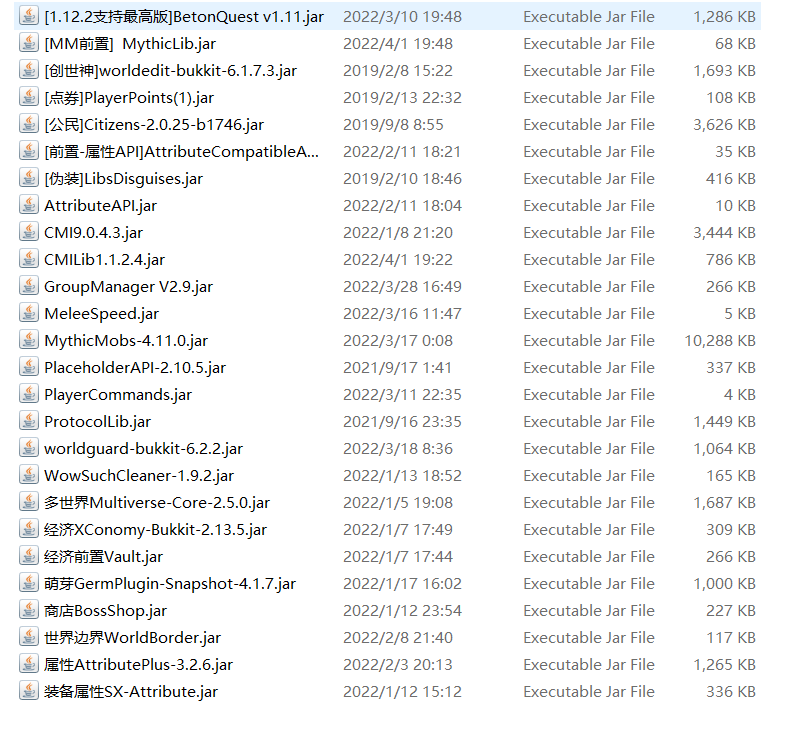 [1.12.2支持最高版]BetonQuest v1.11.jar 2022/3/10 19:48 Executable Jar File 1,286 KB
[MM前置]  MythicLib.jar 2022/4/1 19:48 Executable Jar File 68 KB
[创世神]worldedit-bukkit-6.1.7.3.jar 2019/2/8 15:22 Executable Jar File 1,693 KB
[点券]PlayerPoints(1).jar 2019/2/13 22:32 Executable Jar File 108 KB
[公民]Citizens-2.0.25-b1746.jar 2019/9/8 8:55 Executable Jar File 3,626 KB
[前置-属性API]AttributeCompatibleA... 2022/2/11 18:21 Executable Jar File 35 KB
[伪装]LibsDisguises.jar 2019/2/10 18:46 Executable Jar File 416 KB
AttributeAPI.jar 2022/2/11 18:04 Executable Jar File 10 KB
CMI9.0.4.3.jar 2022/1/8 21:20 Executable Jar File 3,444 KB
CMILib1.1.2.4.jar 2022/4/1 19:22 Executable Jar File 786 KB
GroupManager V2.9.jar 2022/3/28 16:49 Executable Jar File 266 KB
MeleeSpeed.jar 2022/3/16 11:47 Executable Jar File 5 KB
MythicMobs-4.11.0.jar 2022/3/17 0:08 Executable Jar File 10,288 KB
PlaceholderAPI-2.10.5.jar 2021/9/17 1:41 Executable Jar File 337 KB
PlayerCommands.jar 2022/3/11 22:35 Executable Jar File 4 KB
ProtocolLib.jar 2021/9/16 23:35 Executable Jar File 1,449 KB
worldguard-bukkit-6.2.2.jar 2022/3/18 8:36 Executable Jar File 1,064 KB
WowSuchCleaner-1.9.2.jar 2022/1/13 18:52 Executable Jar File 165 KB
多世界Multiverse-Core-2.5.0.jar 2022/1/5 19:08 Executable Jar File 1,687 KB
经济XConomy-Bukkit-2.13.5.jar 2022/1/7 17:49 Executable Jar File 309 KB
经济前置Vault.jar 2022/1/7 17:44 Executable Jar File 266 KB
萌芽GermPlugin-Snapshot-4.1.7.jar 2022/1/17 16:02 Executable Jar File 1,000 KB
商店BossShop.jar 2022/1/12 23:54 Executable Jar File 227 KB
世界边界WorldBorder.jar 2022/2/8 21:40 Executable Jar File 117 KB
属性AttributePlus-3.2.6.jar 2022/2/3 20:13 Executable Jar File 1,265 KB
装备属性SX-Attribute.jar 2022/1/12 15:12 Executable Jar File 336 KB